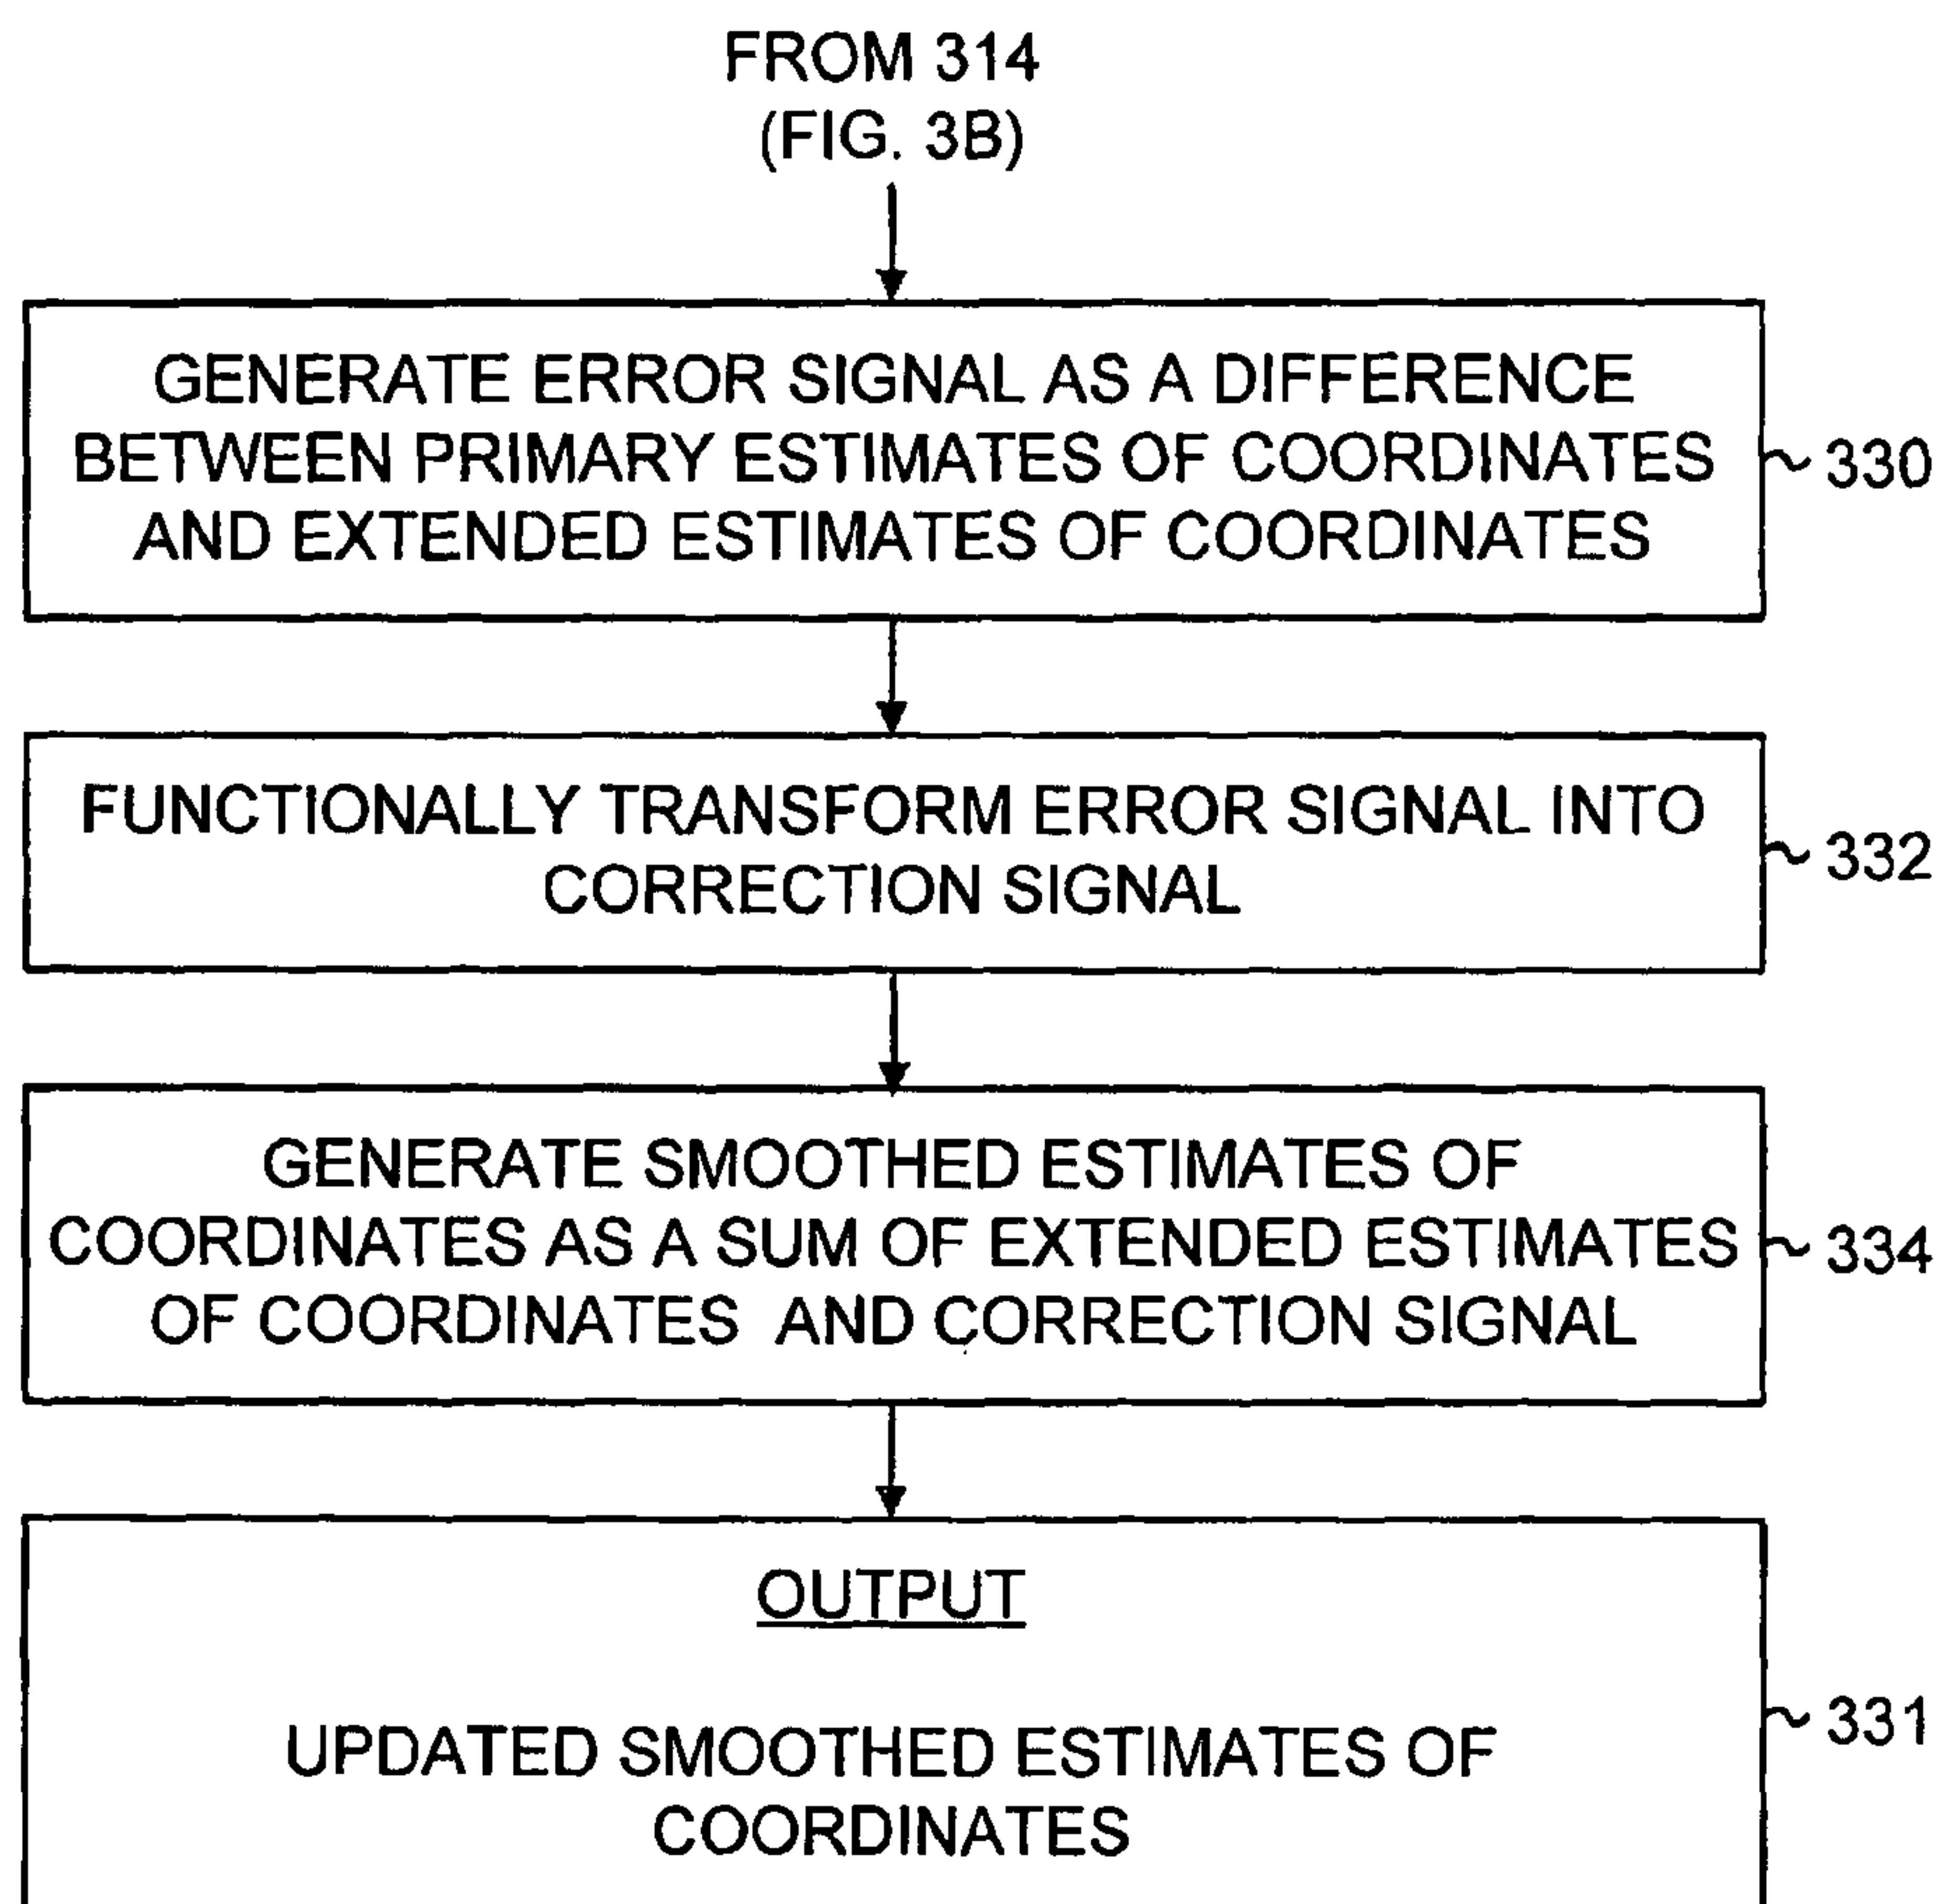 FROM 314
(FIG. 3B)
GENERATE ERROR SIGNAL AS A DIFFERENCE
BETWEEN PRIMARY ESTIMATES OF COORDINATES
AND EXTENDED ESTIMATES OF COORDINATES
330
FUNCTIONALLY TRANSFORM ERROR SIGNAL INTO
CORRECTION SIGNAL
332
GENERATE SMOOTHED ESTIMATES OF
COORDINATES AS A SUM OF EXTENDED ESTIMATES
OF COORDINATES AND CORRECTION SIGNAL
334
OUTPUT
UPDATED SMOOTHED ESTIMATES OF
COORDINATES
331